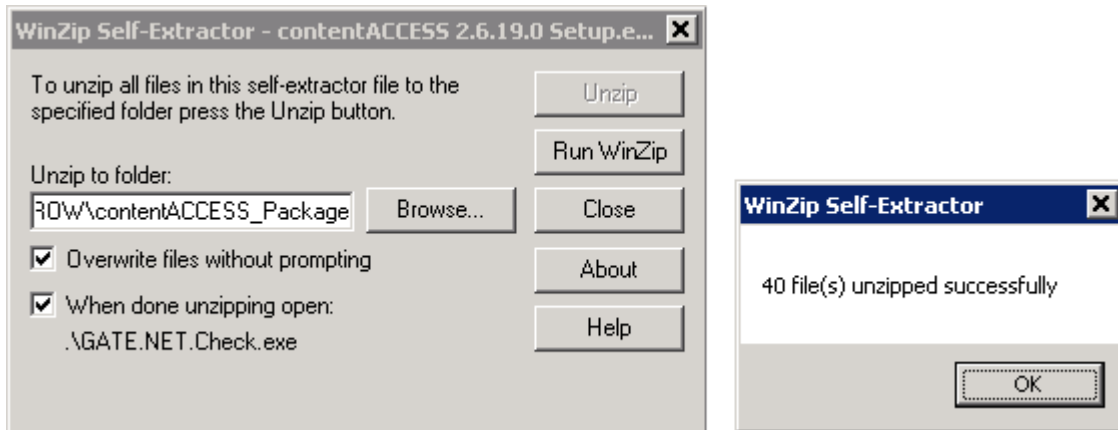 WinZip Self-Extractor - contentACCESS 2.6.19.0 Setup.e...
To unzip all files in this self-extractor file to the
specified folder press the Unzip button.
Unzip
Run WinZip
Unzip to folder:
ROW\contentACCESS_Package
Browse...
Close
Overwrite files without prompting
About
When done unzipping open:
.\GATE.NET.Check.exe
Help
WinZip Self-Extractor
40 file(s) unzipped successfully
OK